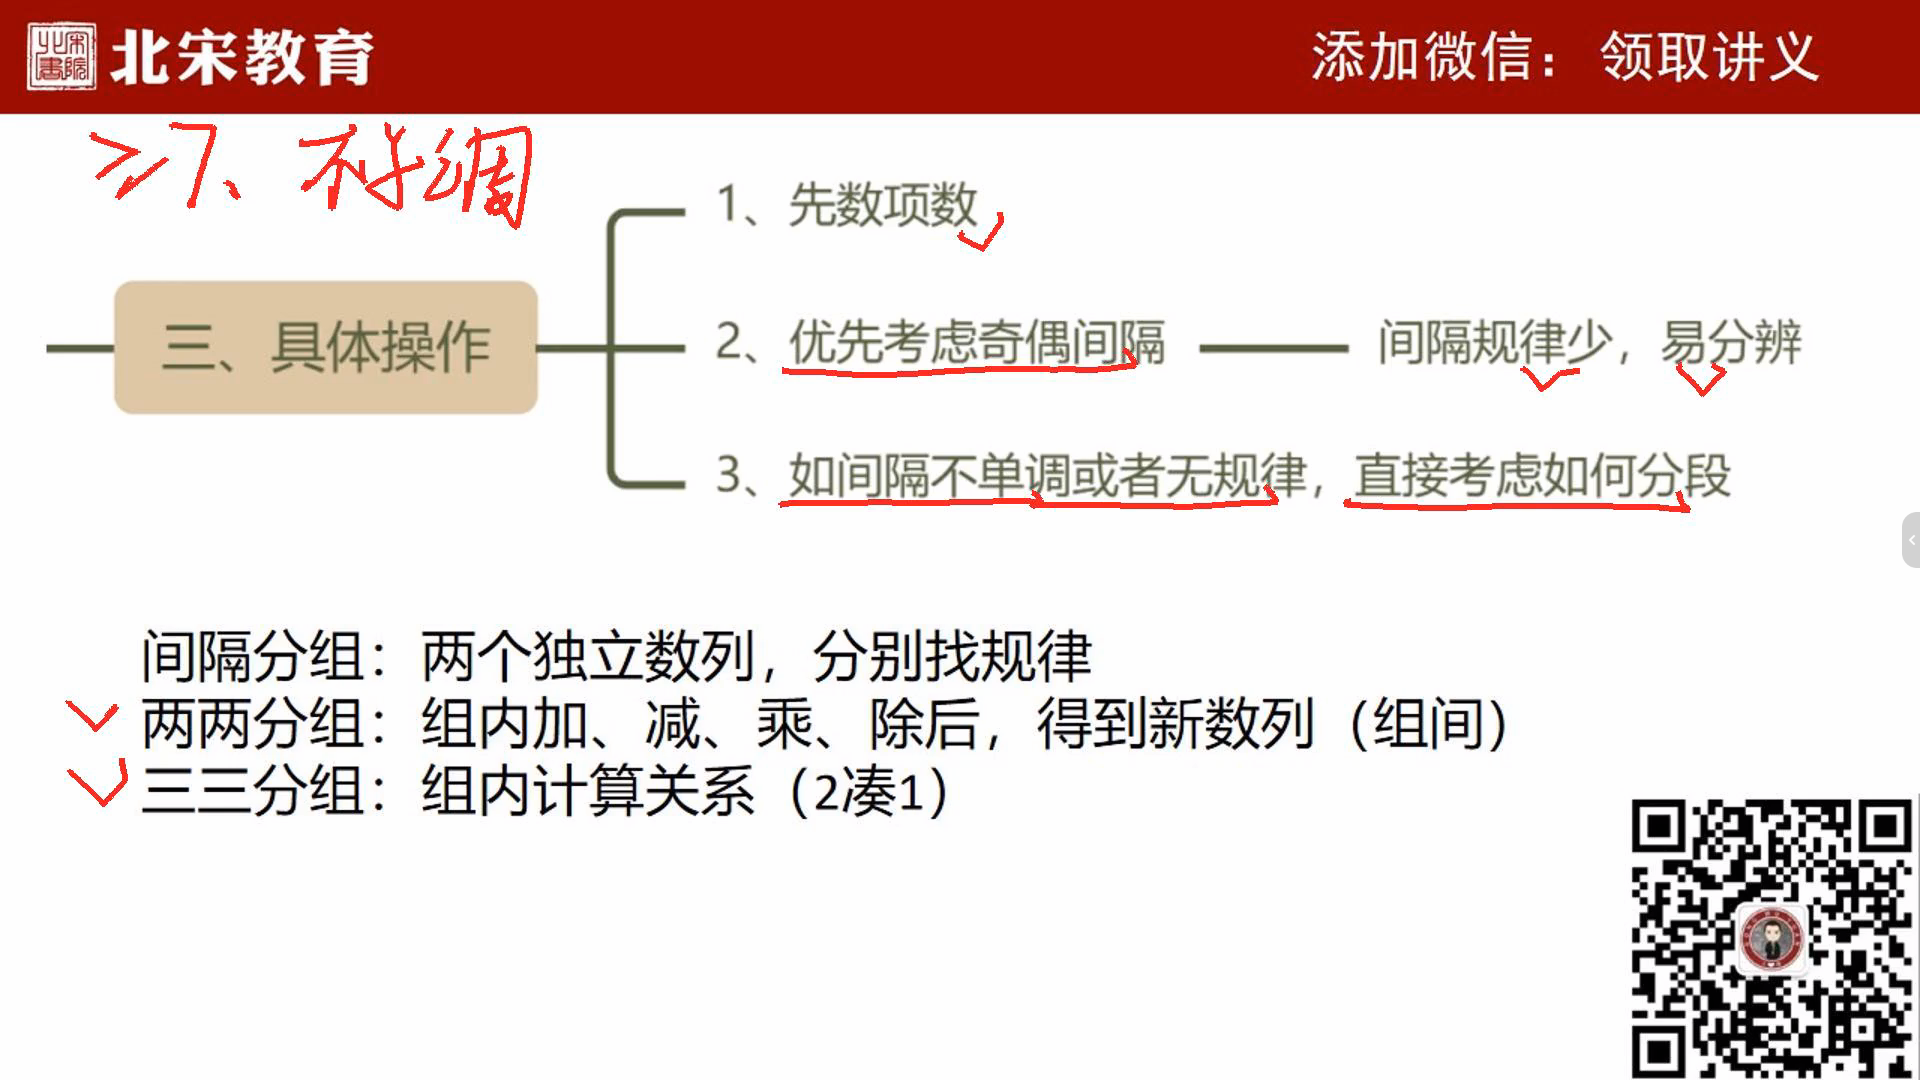 北宋教育
添加微信：领取讲义
≥7、不单调
三、具体操作
1、先数项数
2、优先考虑奇偶间隔
间隔规律少，易分辨
3、如间隔不单调或者无规律，直接考虑如何分段
间隔分组：两个独立数列，分别找规律
两两分组：组内加、减、乘、除后，得到新数列（组间）
三三分组：组内计算关系（2凑1）